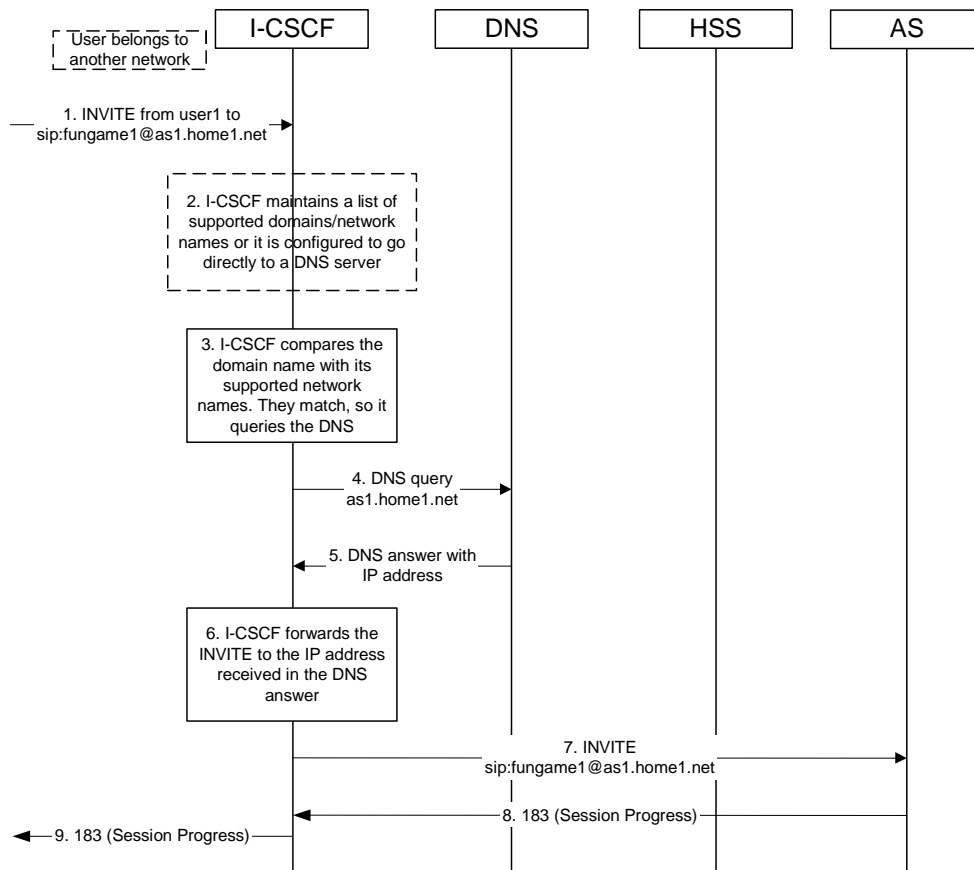 I-CSCF
DNS
HSS
AS
User belongs to
another network
1. INVITE from user1 to
sip:fungame1@as1.home1.net
2. I-CSCF maintains a list of
supported domains/network
names or it is configured to go
directly to a DNS server
3. I-CSCF compares the
domain name with its
supported network
names. They match, so it
queries the DNS
4. DNS query
as1.home1.net
5. DNS answer with
IP address
6. I-CSCF forwards the
INVITE to the IP address
received in the DNS
answer
7. INVITE
sip:fungame1@as1.home1.net
8. 183 (Session Progress)
9. 183 (Session Progress)